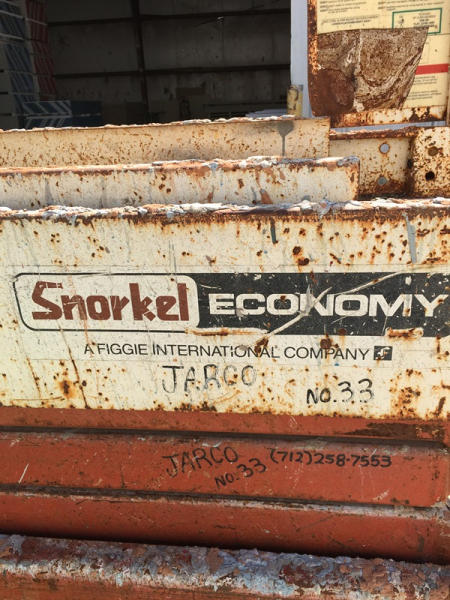 Snorkel ECONOMY
A FIGGIE INTERNATIONAL COMPANY
JARCO
NO. 33
JARCO (712) 258-7553
NO. 33